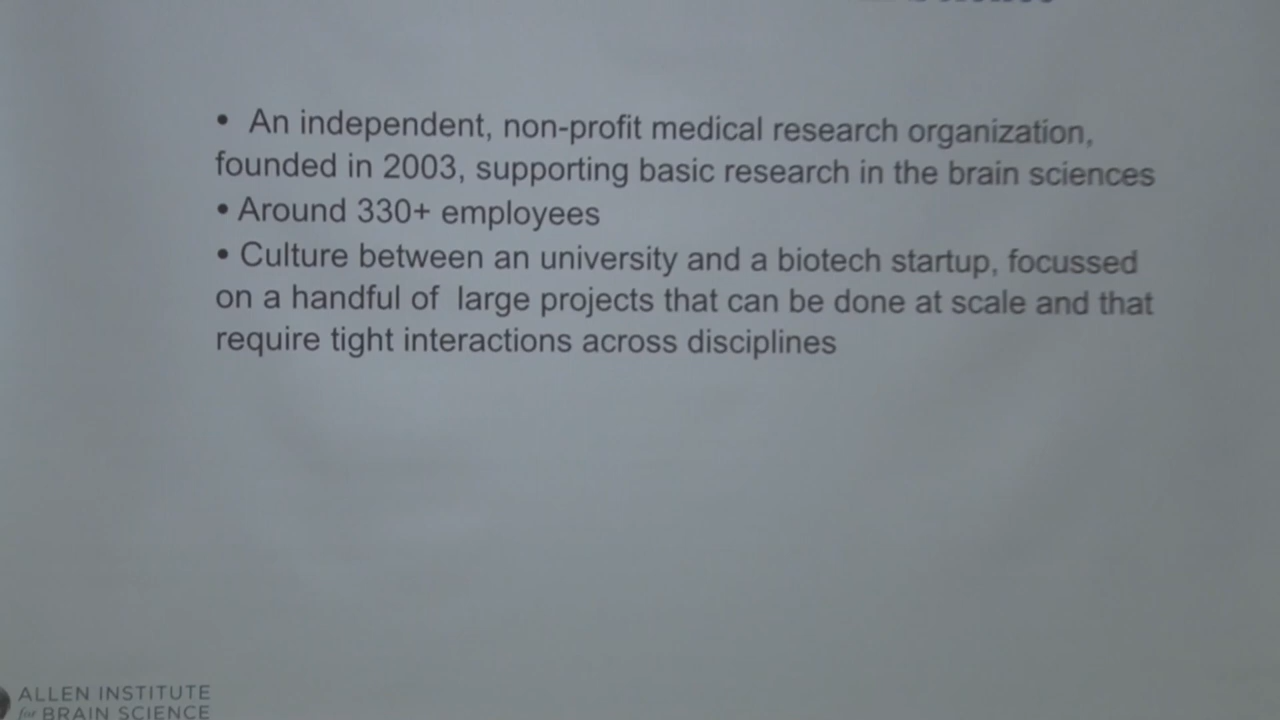 • An independent, non-profit medical research organization,
founded in 2003, supporting basic research in the brain sciences
• Around 330+ employees
• Culture between an university and a biotech startup, focussed
on a handful of large projects that can be done at scale and that
require tight interactions across disciplines
ALLEN INSTITUTE
for BRAIN SCIENCE